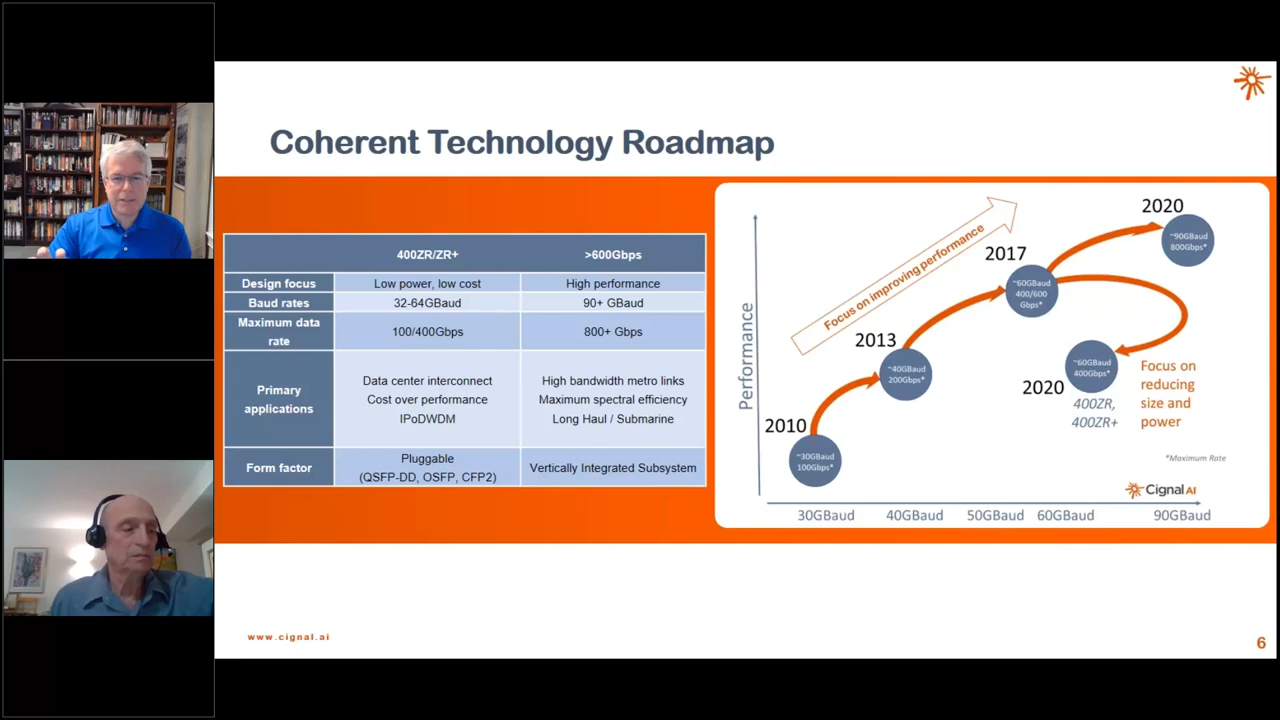 Coherent Technology Roadmap
400ZR/ZR+ >600Gbps
Design focus Low power, low cost High performance
Baud rates 32-64GBaud 90+ GBaud
Maximum data rate 100/400Gbps 800+ Gbps
Primary applications
Data center interconnect
Cost over performance
IPoDWDM
High bandwidth metro links
Maximum spectral efficiency
Long Haul / Submarine
Form factor
Pluggable
(QSFP-DD, OSFP, CFP2)
Vertically Integrated Subsystem
Performance
Focus on improving performance
2010
~30GBaud
100Gbps*
2013
~40GBaud
200Gbps*
2017
~60GBaud
400/600
Gbps*
2020
~90GBaud
800Gbps*
~60GBaud
400Gbps*
2020
400ZR,
400ZR+
Focus on
reducing
size and
power
*Maximum Rate
Cignal AI
30GBaud 40GBaud 50GBaud 60GBaud 90GBaud
www.cignal.ai
6